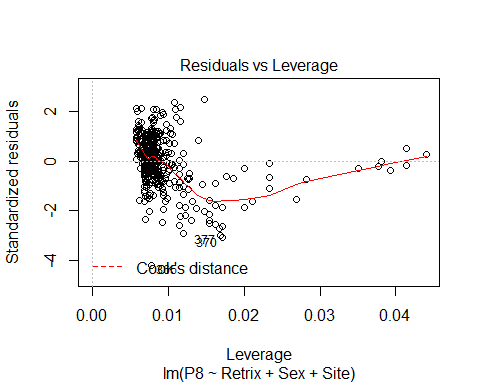 Residuals vs Leverage
Standardized residuals
2
0
-2
-4
377
370
Cook's distance
0.00
0.01
0.02
0.03
0.04
Leverage
lm(P8 ~ Retrix + Sex + Site)